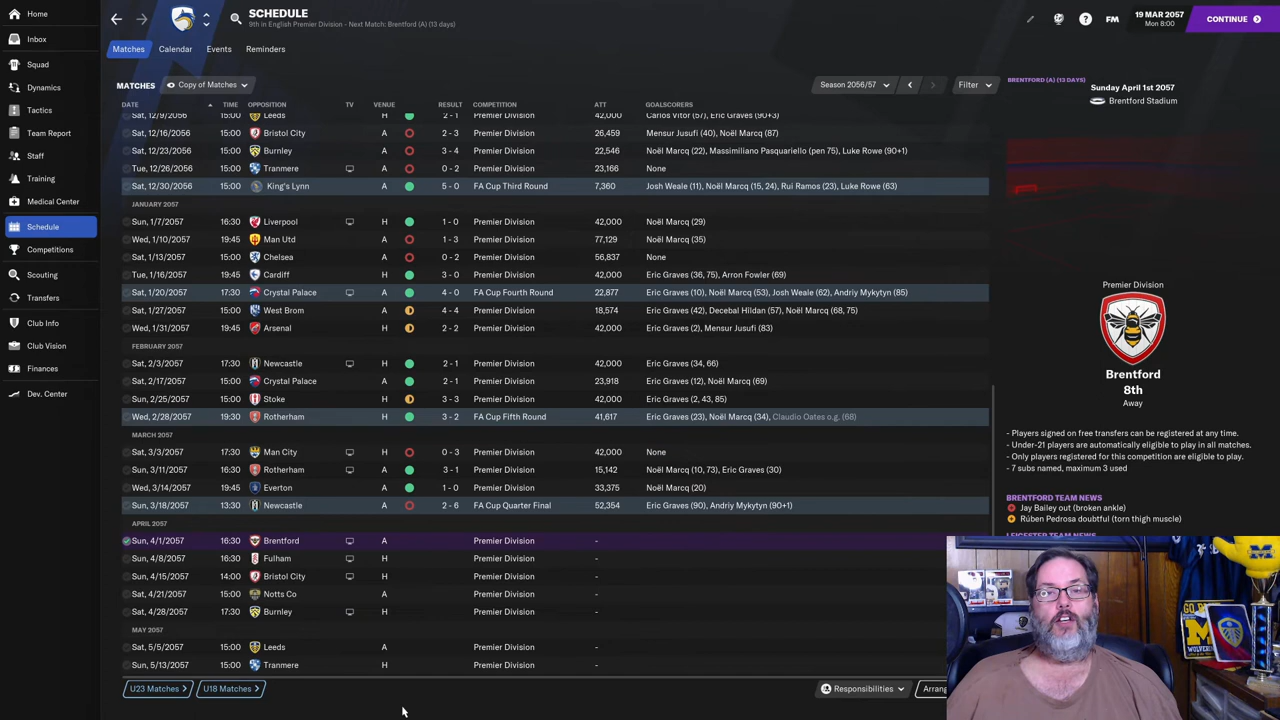 Home
Inbox
Squad
Dynamics
Tactics
Team Report
Staff
Training
Medical Center
Schedule
Competitions
Scouting
Transfers
Club Info
Club Vision
Finances
Dev. Center
SCHEDULE
9th in English Premier Division - Next Match: Brentford (A) (13 days)
FM
19 MAR 2057
Mon 8:00
CONTINUE
Matches Calendar Events Reminders
MATCHES Copy of Matches Season 2056/57 Filter
DATE TIME OPPOSITION TV VENUE RESULT COMPETITION ATT GOALSCORERS
Sat, 12/9/2056 15:00 Leeds H 2 - 1 Premier Division 42,000 Carlos Vitor (57), Eric Graves (90+3)
Sat, 12/16/2056 15:00 Bristol City A 2 - 3 Premier Division 26,459 Mensur Jusufi (40), Noël Marcq (87)
Sat, 12/23/2056 15:00 Burnley A 3 - 4 Premier Division 22,546 Noël Marcq (22), Massimiliano Pasquariello (pen 75), Luke Rowe (90+1)
Tue, 12/26/2056 15:00 Tranmere A 0 - 2 Premier Division 23,166 None
Sat, 12/30/2056 15:00 King's Lynn A 5 - 0 FA Cup Third Round 7,360 Josh Weale (11), Noël Marcq (15, 24), Rui Ramos (23), Luke Rowe (63)
JANUARY 2057
Sun, 1/7/2057 16:30 Liverpool H 1 - 0 Premier Division 42,000 Noël Marcq (29)
Wed, 1/10/2057 19:45 Man Utd A 1 - 3 Premier Division 77,129 Noël Marcq (35)
Sat, 1/13/2057 15:00 Chelsea A 0 - 2 Premier Division 56,837 None
Tue, 1/16/2057 19:45 Cardiff H 3 - 0 Premier Division 42,000 Eric Graves (36, 75), Arron Fowler (69)
Sat, 1/20/2057 17:30 Crystal Palace A 4 - 0 FA Cup Fourth Round 22,877 Eric Graves (10), Noël Marcq (53), Josh Weale (62), Andriy Mykytyn (85)
Sat, 1/27/2057 15:00 West Brom A 4 - 4 Premier Division 18,574 Eric Graves (42), Decebal Hildan (57), Noël Marcq (68, 75)
Wed, 1/31/2057 19:45 Arsenal H 2 - 2 Premier Division 42,000 Eric Graves (2), Mensur Jusufi (83)
FEBRUARY 2057
Sat, 2/3/2057 17:30 Newcastle H 2 - 1 Premier Division 42,000 Eric Graves (34, 66)
Sat, 2/17/2057 15:00 Crystal Palace A 2 - 1 Premier Division 23,918 Eric Graves (12), Noël Marcq (69)
Sun, 2/25/2057 15:00 Stoke H 3 - 3 Premier Division 42,000 Eric Graves (2, 43, 85)
Wed, 2/28/2057 19:30 Rotherham H 3 - 2 FA Cup Fifth Round 41,617 Eric Graves (23), Noël Marcq (34), Claudio Oates o.g. (68)
MARCH 2057
Sat, 3/3/2057 17:30 Man City H 0 - 3 Premier Division 42,000 None
Sun, 3/11/2057 16:30 Rotherham A 3 - 1 Premier Division 15,142 Noël Marcq (10, 73), Eric Graves (30)
Wed, 3/14/2057 19:45 Everton A 1 - 0 Premier Division 33,375 Noël Marcq (20)
Sun, 3/18/2057 13:30 Newcastle A 2 - 6 FA Cup Quarter Final 52,354 Eric Graves (90), Andriy Mykytyn (90+1)
APRIL 2057
Sun, 4/1/2057 16:30 Brentford A Premier Division -
Sun, 4/8/2057 16:30 Fulham H Premier Division -
Sun, 4/15/2057 14:00 Bristol City H Premier Division -
Sat, 4/21/2057 15:00 Notts Co A Premier Division -
Sat, 4/28/2057 17:30 Burnley H Premier Division -
MAY 2057
Sat, 5/5/2057 15:00 Leeds A Premier Division -
Sun, 5/13/2057 15:00 Tranmere H Premier Division -
U23 Matches U18 Matches Responsibilities
BRENTFORD (A) (13 DAYS)
Sunday April 1st 2057
Brentford Stadium
Premier Division
Brentford
8th
Away
- Players signed on free transfers can be registered at any time.
- Under-21 players are automatically eligible to play in all matches.
- Only players registered for this competition are eligible to play.
- 7 subs named, maximum 3 used
BRENTFORD TEAM NEWS
Jay Bailey out (broken ankle)
Rúben Pedrosa doubtful (torn thigh muscle)